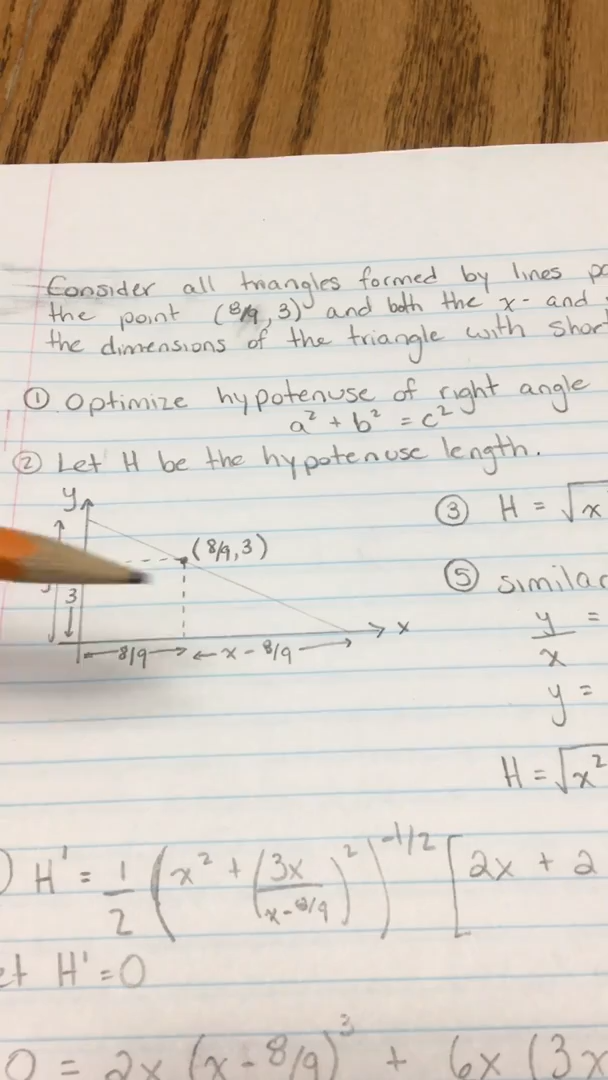 Consider all triangles formed by lines
the point (8/9, 3) and both the x- and
the dimensions of the triangle with
① Optimize hypotenuse of right angle
a² + b² = c²
② Let H be the hypotenuse length.
y
③ H = √x
(8/9, 3)
⑤
3
x
8/9
x - 8/9
y/x =
y =
H = √x²
H' = 1/2 (x² + (3x/(x-8/9))²)^-1/2 [2x + 2
H' = 0
0 = 2x (x - 8/9)³ + 6x (3x